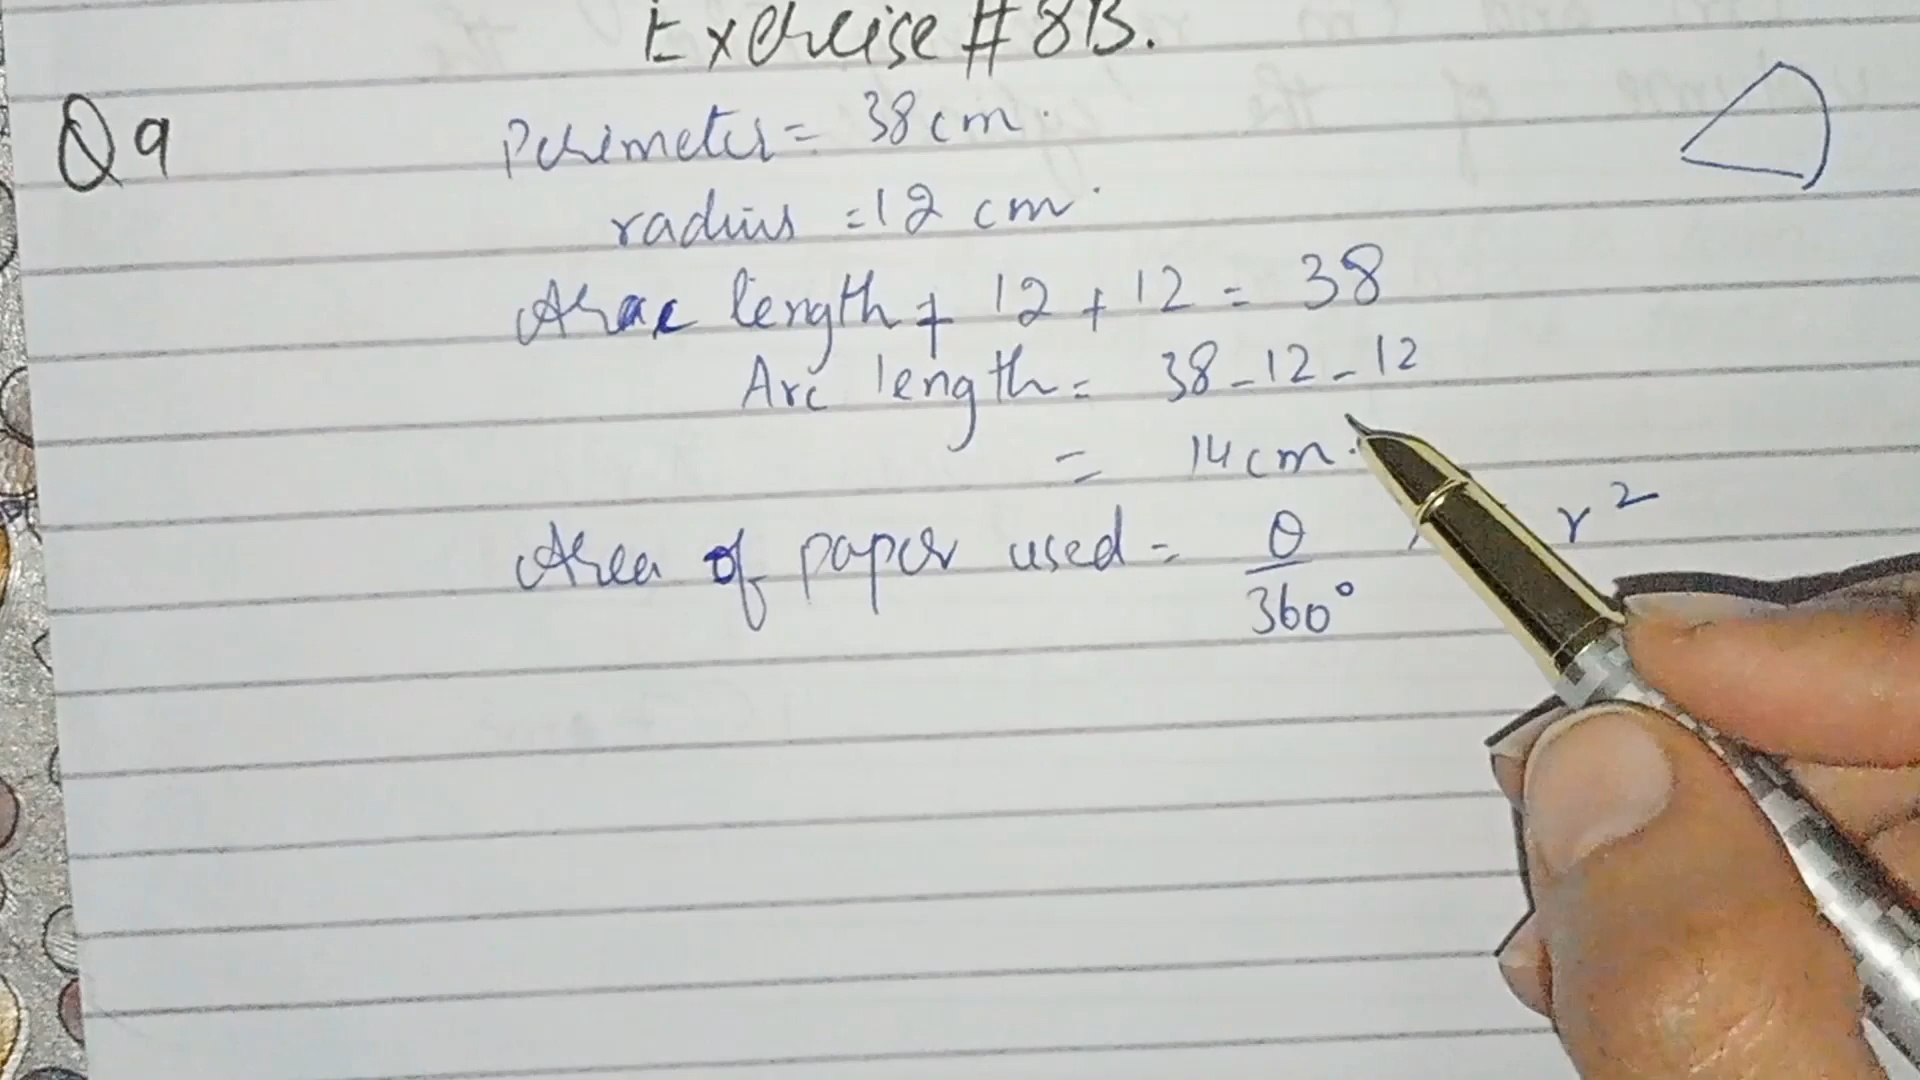 Exercise # 8B.
Q9 Perimeter = 38 cm.
radius = 12 cm.
Arc length + 12 + 12 = 38
Arc length = 38 - 12 - 12
= 14 cm.
Area of paper used = θ/360° r²